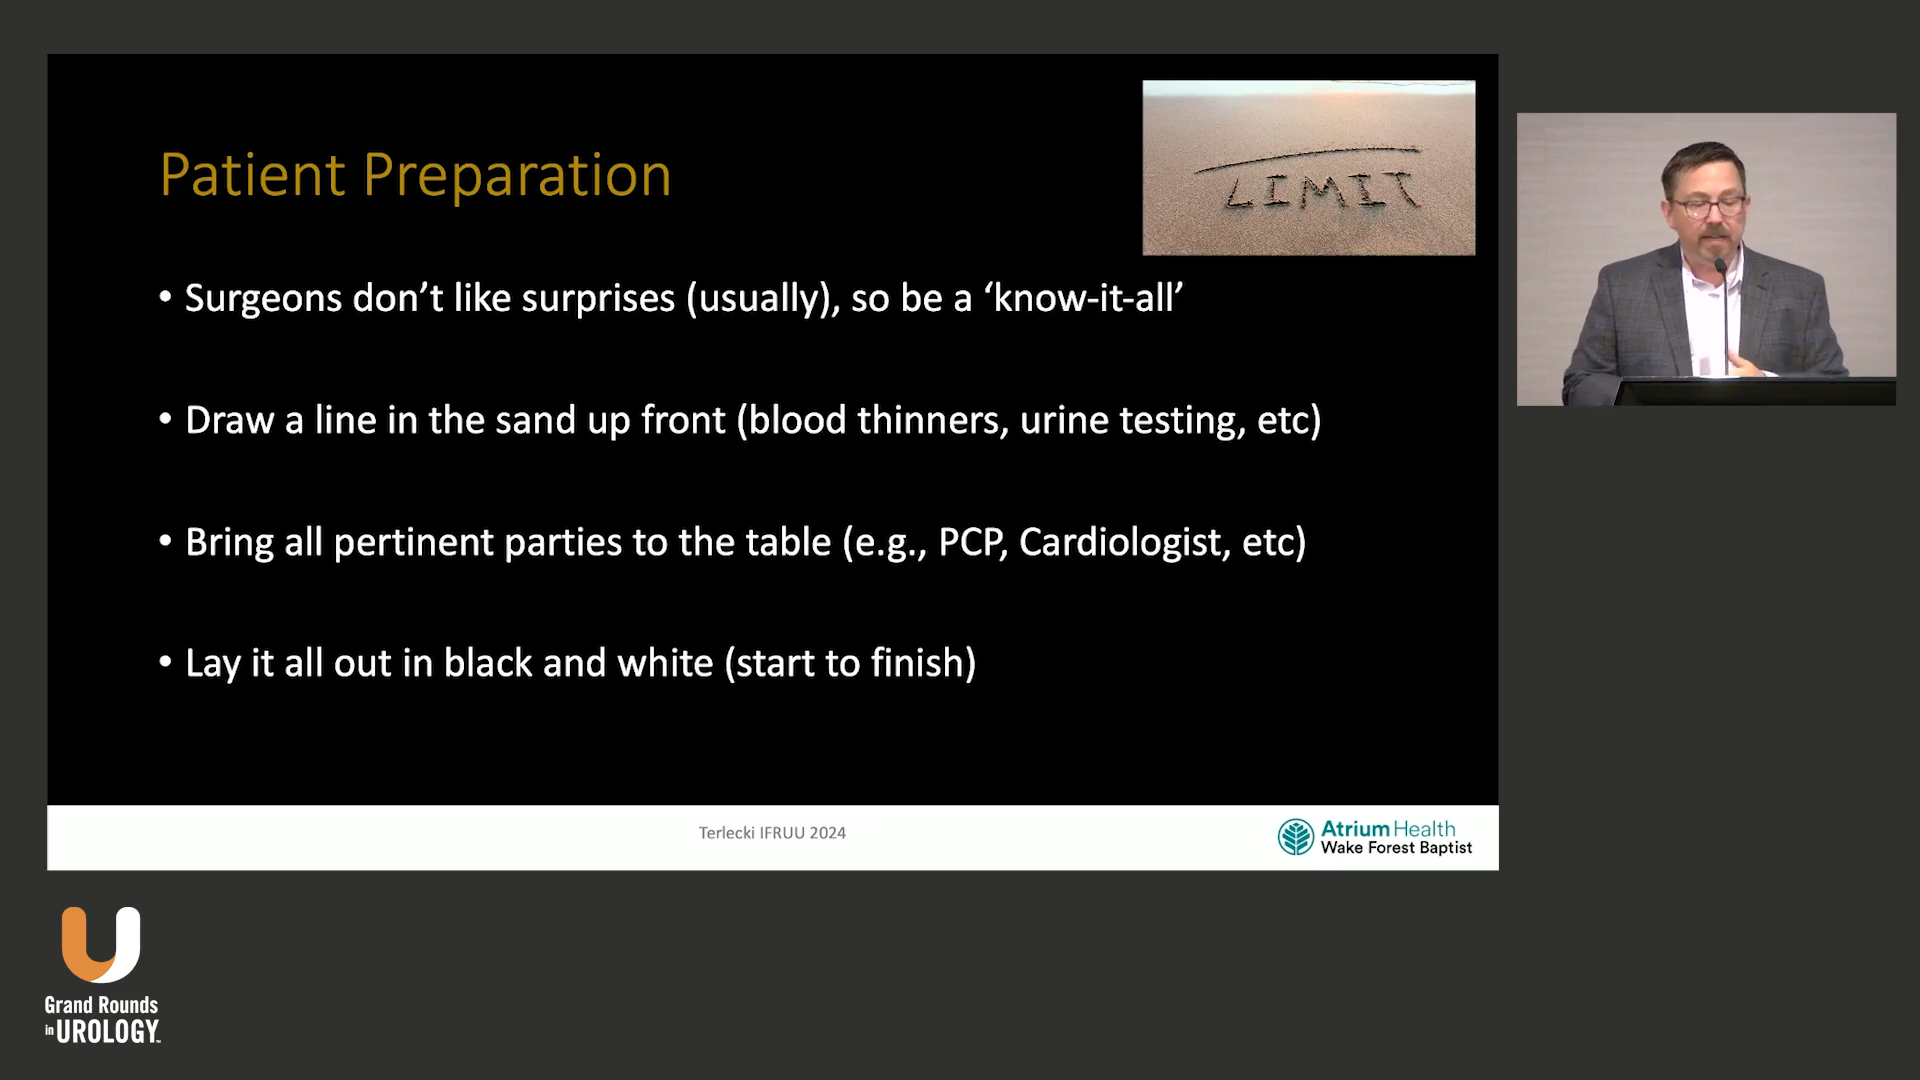 LIMIT
Patient Preparation
• Surgeons don’t like surprises (usually), so be a ‘know-it-all’
• Draw a line in the sand up front (blood thinners, urine testing, etc)
• Bring all pertinent parties to the table (e.g., PCP, Cardiologist, etc)
• Lay it all out in black and white (start to finish)
Terlecki IFRUU 2024
Atrium Health
Wake Forest Baptist
Grand Rounds
in UROLOGY™